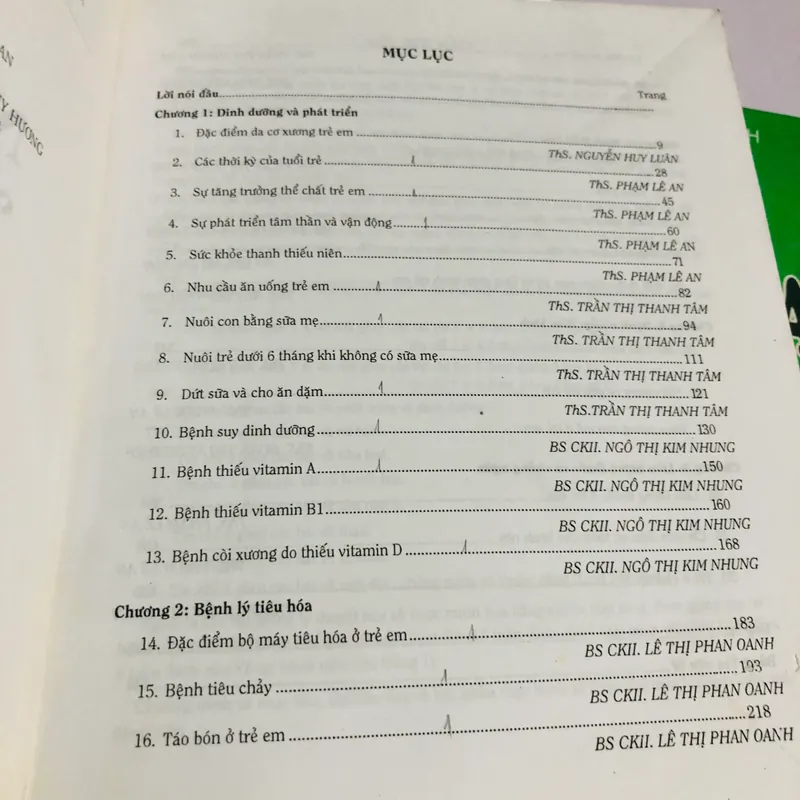 MỤC LỤC
Lời nói đầu.......... Trang
Chương 1: Dinh dưỡng và phát triển
1. Đặc điểm da cơ xương trẻ em..........9
ThS. NGUYỄN HUY LUÂN
2. Các thời kỳ của tuổi trẻ..........28
ThS. PHẠM LÊ AN
3. Sự tăng trưởng thể chất trẻ em..........45
ThS. PHẠM LÊ AN
4. Sự phát triển tâm thần và vận động..........60
ThS. PHẠM LÊ AN
5. Sức khỏe thanh thiếu niên..........71
ThS. PHẠM LÊ AN
6. Nhu cầu ăn uống trẻ em..........82
ThS. TRẦN THỊ THANH TÂM
7. Nuôi con bằng sữa mẹ..........94
ThS. TRẦN THỊ THANH TÂM
8. Nuôi trẻ dưới 6 tháng khi không có sữa mẹ..........111
ThS. TRẦN THỊ THANH TÂM
9. Dứt sữa và cho ăn dặm..........121
ThS.TRẦN THỊ THANH TÂM
10. Bệnh suy dinh dưỡng..........130
BS CKII. NGÔ THỊ KIM NHUNG
11. Bệnh thiếu vitamin A..........150
BS CKII. NGÔ THỊ KIM NHUNG
12. Bệnh thiếu vitamin B1..........160
BS CKII. NGÔ THỊ KIM NHUNG
13. Bệnh còi xương do thiếu vitamin D..........168
BS CKII. NGÔ THỊ KIM NHUNG
Chương 2: Bệnh lý tiêu hóa
14. Đặc điểm bộ máy tiêu hóa ở trẻ em..........183
BS CKII. LÊ THỊ PHAN OANH
15. Bệnh tiêu chảy..........193
BS CKII. LÊ THỊ PHAN OANH
16. Táo bón ở trẻ em..........218
BS CKII. LÊ THỊ PHAN OANH
HƯƠNG